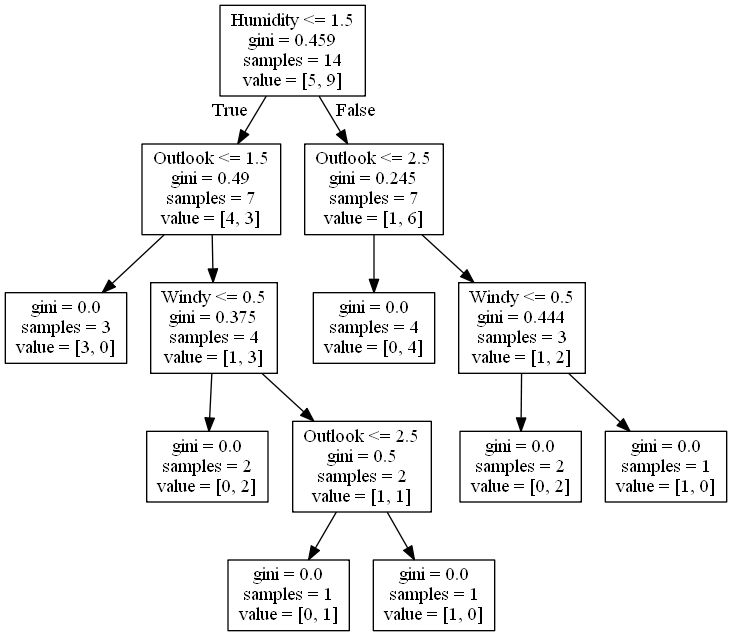 Humidity <= 1.5
gini = 0.459
samples = 14
value = [5, 9]
True
False
Outlook <= 1.5
gini = 0.49
samples = 7
value = [4, 3]
Outlook <= 2.5
gini = 0.245
samples = 7
value = [1, 6]
gini = 0.0
samples = 3
value = [3, 0]
Windy <= 0.5
gini = 0.375
samples = 4
value = [1, 3]
gini = 0.0
samples = 4
value = [0, 4]
Windy <= 0.5
gini = 0.444
samples = 3
value = [1, 2]
gini = 0.0
samples = 2
value = [0, 2]
Outlook <= 2.5
gini = 0.5
samples = 2
value = [1, 1]
gini = 0.0
samples = 2
value = [0, 2]
gini = 0.0
samples = 1
value = [1, 0]
gini = 0.0
samples = 1
value = [0, 1]
gini = 0.0
samples = 1
value = [1, 0]